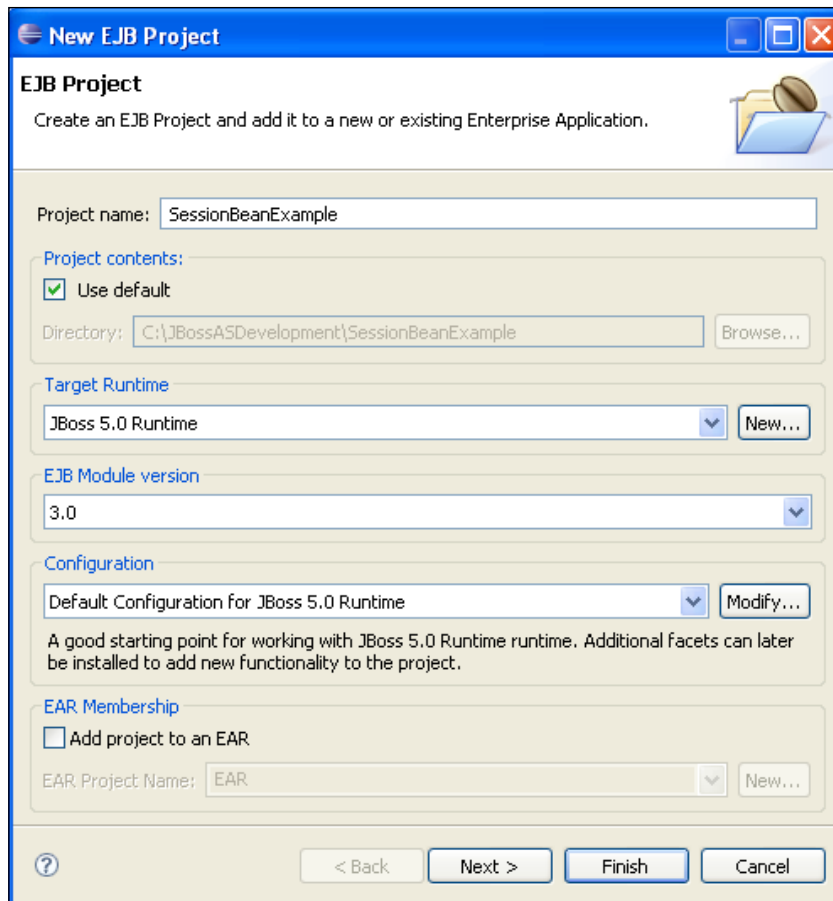 New EJB Project
EJB Project
Create an EJB Project and add it to a new or existing Enterprise Application.
Project name: SessionBeanExample
Project contents:
Use default
Directory: C:\JBossASDevelopment\SessionBeanExample Browse...
Target Runtime
JBoss 5.0 Runtime New...
EJB Module version
3.0
Configuration
Default Configuration for JBoss 5.0 Runtime Modify...
A good starting point for working with JBoss 5.0 Runtime runtime. Additional facets can later
be installed to add new functionality to the project.
EAR Membership
Add project to an EAR
EAR Project Name: EAR New...
? < Back Next > Finish Cancel